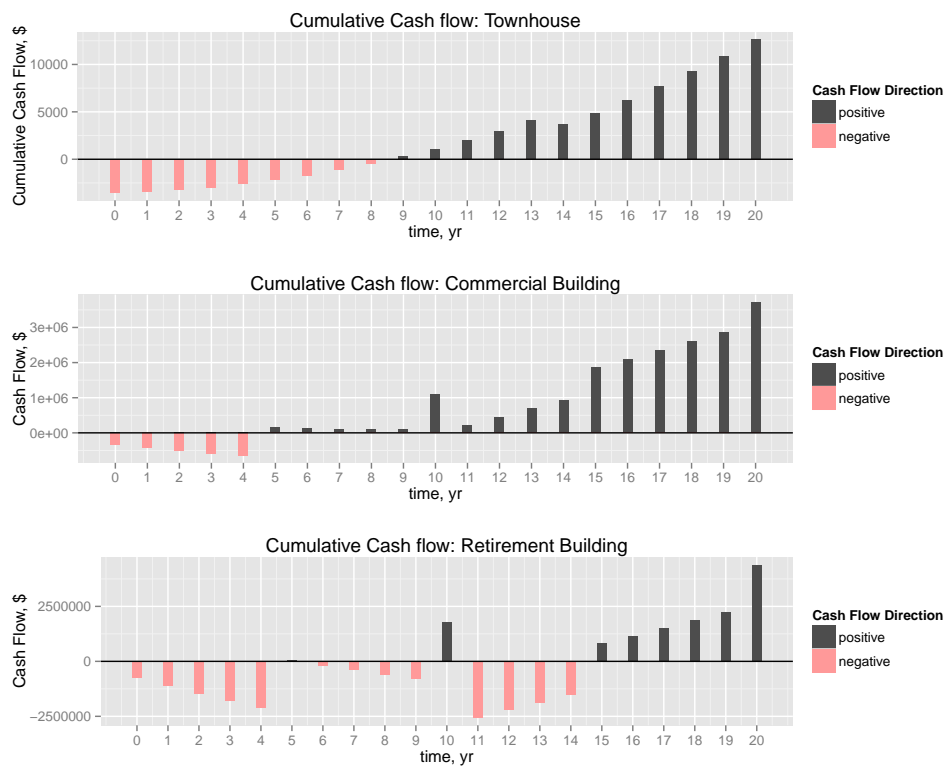 Cumulative Cash flow: Townhouse
Cumulative Cash Flow, $
10000
5000
0
0 1 2 3 4 5 6 7 8 9 10 11 12 13 14 15 16 17 18 19 20
time, yr
Cash Flow Direction
positive
negative
Cumulative Cash flow: Commercial Building
Cash Flow, $
3e+06
2e+06
1e+06
0e+00
0 1 2 3 4 5 6 7 8 9 10 11 12 13 14 15 16 17 18 19 20
time, yr
Cash Flow Direction
positive
negative
Cumulative Cash flow: Retirement Building
Cash Flow, $
2500000
0
−2500000
0 1 2 3 4 5 6 7 8 9 10 11 12 13 14 15 16 17 18 19 20
time, yr
Cash Flow Direction
positive
negative